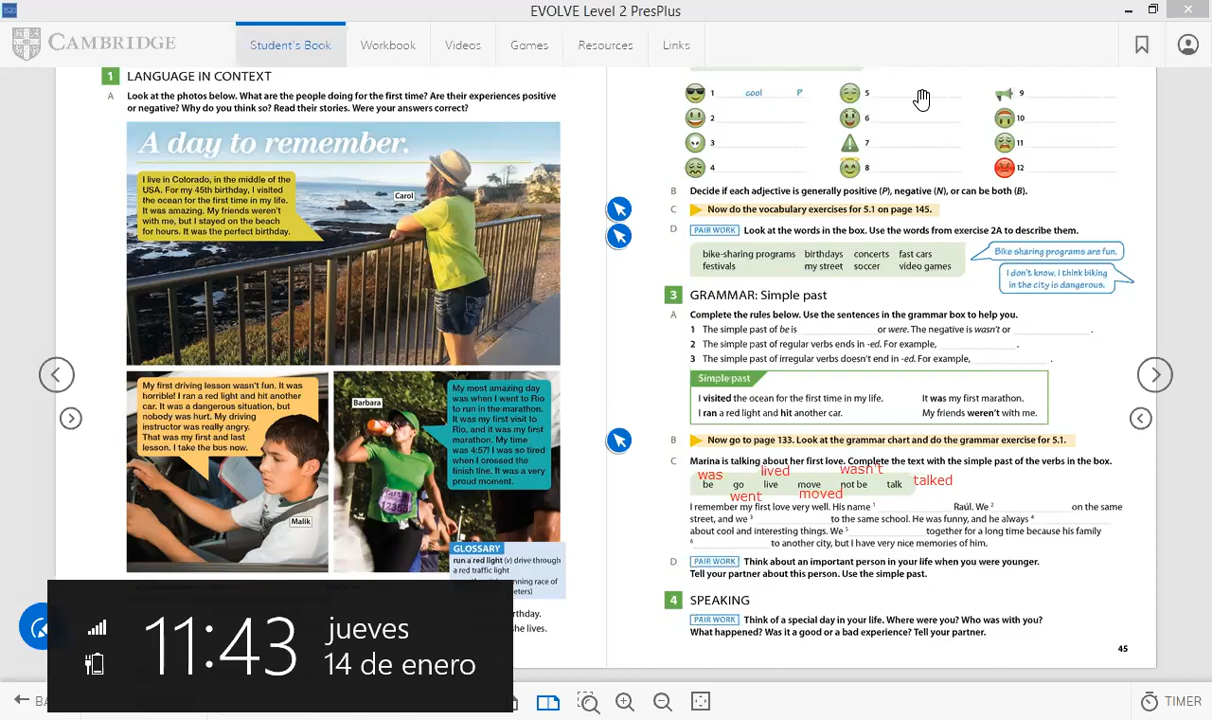 EVOLVE Level 2 PresPlus
CAMBRIDGE
Student's Book
Workbook
Videos
Games
Resources
Links
1 LANGUAGE IN CONTEXT
A Look at the photos below. What are the people doing for the first time? Are their experiences positive
or negative? Why do you think so? Read their stories. Were your answers correct?
A day to remember.
I live in Colorado, in the middle of the
USA. For my 45th birthday, I visited
the ocean for the first time in my life.
It was amazing. My friends weren't
with me, but I stayed on the beach
for hours. It was the perfect birthday.
Carol
My first driving lesson wasn't fun. It was
horrible! I ran a red light and hit another
car. It was a dangerous situation, but
nobody was hurt. My driving
instructor was really angry.
That was my first and last
lesson. I take the bus now.
Malik
Barbara
My most amazing day
was when I went to Rio
to run in the marathon.
It was my first visit to
Rio, and it was my first
marathon. My time
was 4:57! I was so tired
when I crossed the
finish line. It was a very
proud moment.
GLOSSARY
run a red light (v) drive through
a red traffic light
nning race of
eters)
rthday.
he lives.
1 cool P
2
3
4
5
6
7
8
9
10
11
12
B Decide if each adjective is generally positive (P), negative (N), or can be both (B).
C Now do the vocabulary exercises for 5.1 on page 145.
D PAIR WORK Look at the words in the box. Use the words from exercise 2A to describe them.
bike-sharing programs birthdays concerts fast cars
festivals my street soccer video games
Bike sharing programs are fun.
I don't know. I think biking
in the city is dangerous.
3 GRAMMAR: Simple past
A Complete the rules below. Use the sentences in the grammar box to help you.
1 The simple past of be is or were. The negative is wasn't or .
2 The simple past of regular verbs ends in -ed. For example, .
3 The simple past of irregular verbs doesn't end in -ed. For example, .
Simple past
I visited the ocean for the first time in my life. It was my first marathon.
I ran a red light and hit another car. My friends weren't with me.
B Now go to page 133. Look at the grammar chart and do the grammar exercise for 5.1.
C Marina is talking about her first love. Complete the text with the simple past of the verbs in the box.
was lived wasn't talked
be go live move not be talk
went moved
I remember my first love very well. His name 1 Raúl. We 2 on the same
street, and we 3 to the same school. He was funny, and he always 4
about cool and interesting things. We 5 together for a long time because his family
6 to another city, but I have very nice memories of him.
D PAIR WORK Think about an important person in your life when you were younger.
Tell your partner about this person. Use the simple past.
4 SPEAKING
PAIR WORK Think of a special day in your life. Where were you? Who was with you?
What happened? Was it a good or a bad experience? Tell your partner.
45
11:43
jueves
14 de enero
BA
TIMER